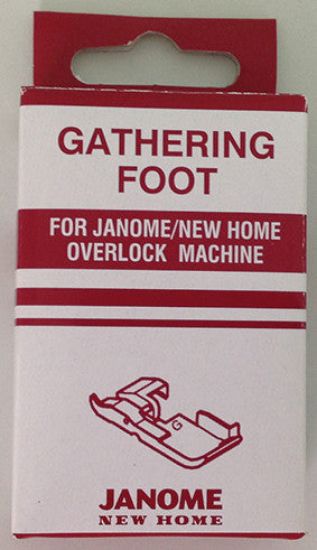 GATHERING
FOOT
FOR JANOME/NEW HOME
OVERLOCK MACHINE
G
JANOME
NEW HOME